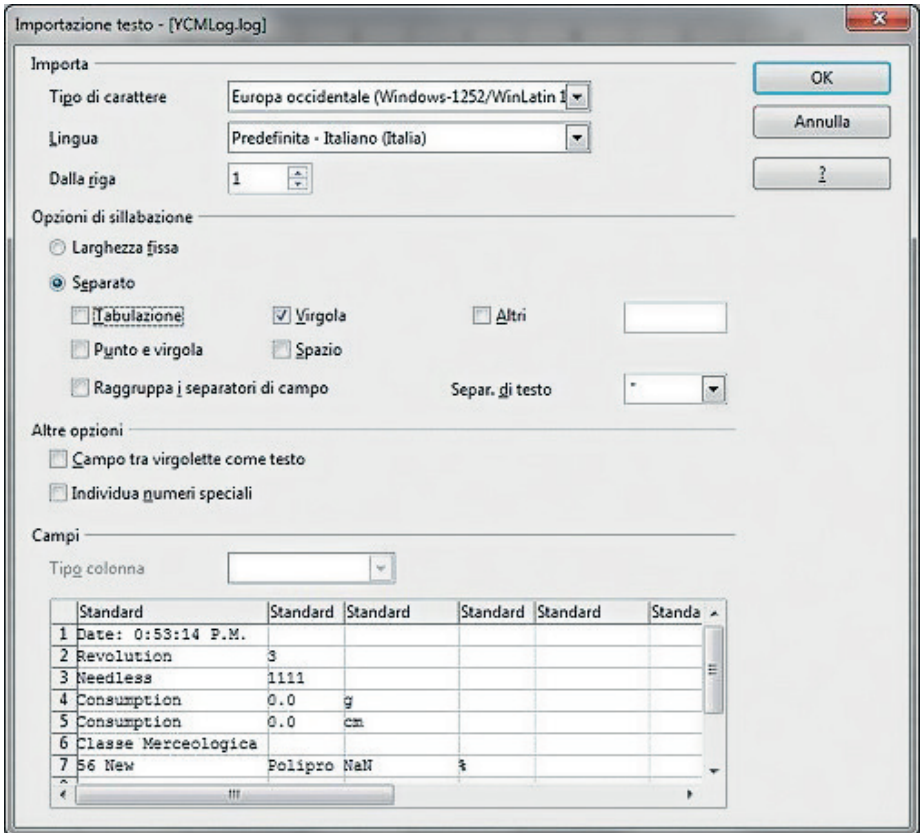 Importazione testo - [YCMLog.log]
Importa
Tipo di carattere
Europa occidentale (Windows-1252/WinLatin 1
OK
Lingua
Predefinita - Italiano (Italia)
Annulla
Dalla riga
1
?
Opzioni di sillabazione
Larghezza fissa
Separato
Tabulazione
Virgola
Altri
Punto e virgola
Spazio
Raggruppa i separatori di campo
Separ. di testo
"
Altre opzioni
Campo tra virgolette come testo
Individua numeri speciali
Campi
Tipo colonna
Standard Standard Standard Standard Standard Standa
1 Date: 0:53:14 P.M.
2 Revolution 3
3 Needless 1111
4 Consumption 0.0 g
5 Consumption 0.0 cm
6 Classe Merceologica
7 56 New Polipro NaN %